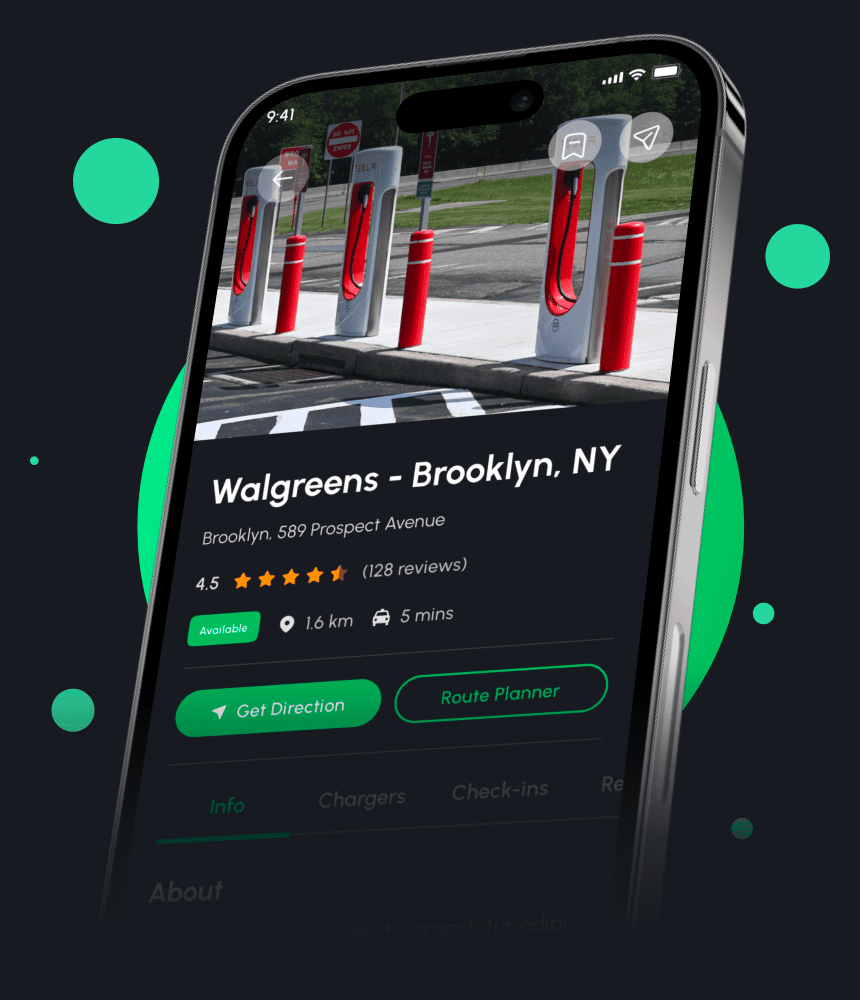 9:41
DO NOT
ENTER
TESLA
Walgreens - Brooklyn, NY
Brooklyn, 589 Prospect Avenue
4.5 (128 reviews)
Available 1.6 km 5 mins
Get Direction Route Planner
Info Chargers Check-ins Re
About
amet, consectetur adipi